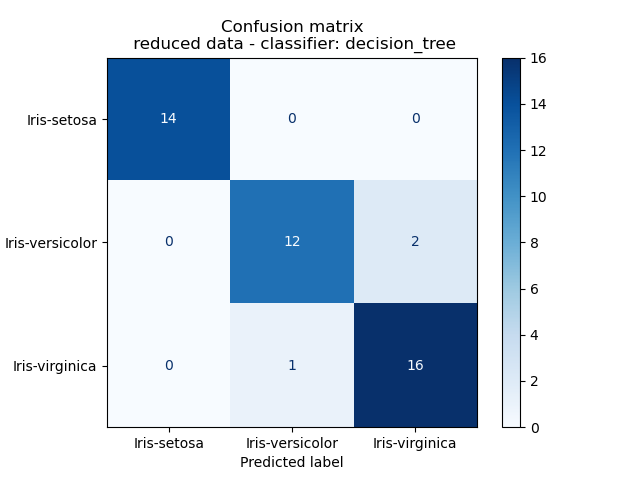 Confusion matrix
reduced data - classifier: decision_tree
Iris-setosa 14 0 0
Iris-versicolor 0 12 2
Iris-virginica 0 1 16
Iris-setosa Iris-versicolor Iris-virginica
Predicted label
16
14
12
10
8
6
4
2
0